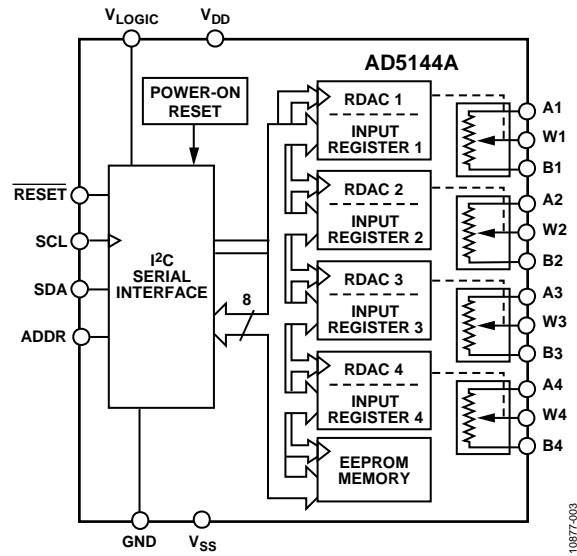 VLOGIC
VDD
AD5144A
POWER-ON
RESET
RDAC 1
INPUT
REGISTER 1
A1
W1
B1
RESET
SCL
SDA
ADDR
I2C
SERIAL
INTERFACE
8
RDAC 2
INPUT
REGISTER 2
A2
W2
B2
RDAC 3
INPUT
REGISTER 3
A3
W3
B3
RDAC 4
INPUT
REGISTER 4
A4
W4
B4
EEPROM
MEMORY
GND
VSS
10877-003